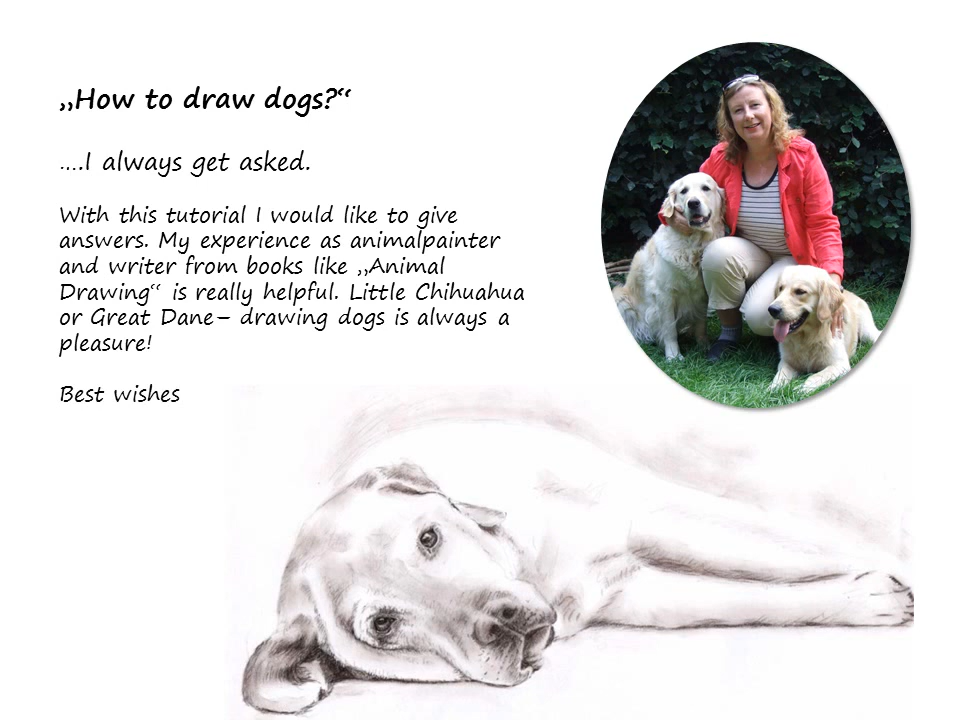 „How to draw dogs?“
....I always get asked.
With this tutorial I would like to give
answers. My experience as animalpainter
and writer from books like „Animal
Drawing“ is really helpful. Little Chihuahua
or Great Dane– drawing dogs is always a
pleasure!
Best wishes